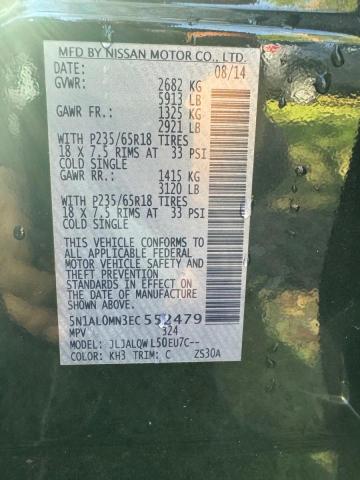 MFD BY NISSAN MOTOR CO., LTD.
DATE: 08/14
GVWR: 2682 KG
5913 LB
GAWR FR.: 1325 KG
2921 LB
WITH P235/65R18 TIRES
18 X 7.5 RIMS AT 33 PSI
COLD SINGLE
GAWR RR.: 1415 KG
3120 LB
WITH P235/65R18 TIRES
18 X 7.5 RIMS AT 33 PSI
COLD SINGLE
THIS VEHICLE CONFORMS TO
ALL APPLICABLE FEDERAL
MOTOR VEHICLE SAFETY AND
THEFT PREVENTION
STANDARDS IN EFFECT ON
THE DATE OF MANUFACTURE
SHOWN ABOVE.
5N1AL0MN3EC552479
MPV 324
MODEL: JLJALQWL50EU7C--
COLOR: KH3 TRIM: C ZS30A